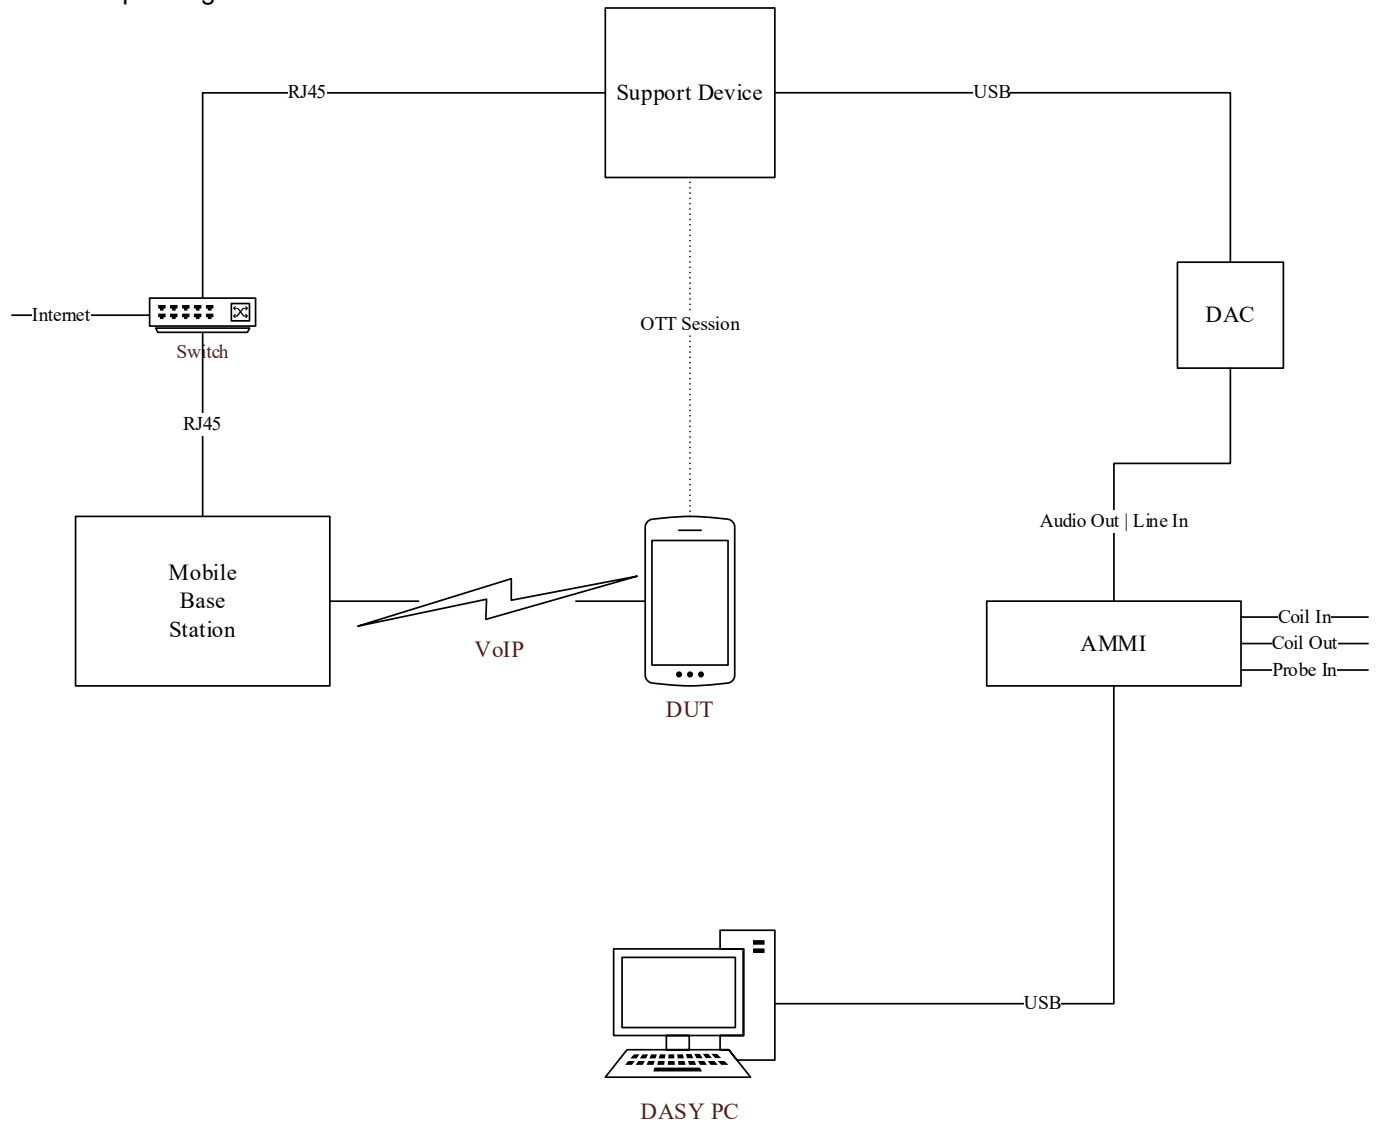 RJ45
Support Device
USB
Internet
Switch
OTT Session
DAC
RJ45
Audio Out | Line In
Mobile
Base
Station
VoIP
DUT
AMMI
Coil In
Coil Out
Probe In
USB
DASY PC